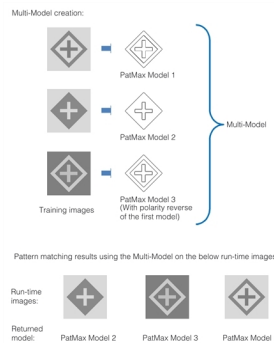 Multi-Model creation:
PatMax Model 1
PatMax Model 2
Multi-Model
PatMax Model 3
(With polarity reverse
of the first model)
Training images
Pattern matching results using the Multi-Model on the below run-time images
Run-time
images:
Returned
model:
PatMax Model 2
PatMax Model 3
PatMax Model